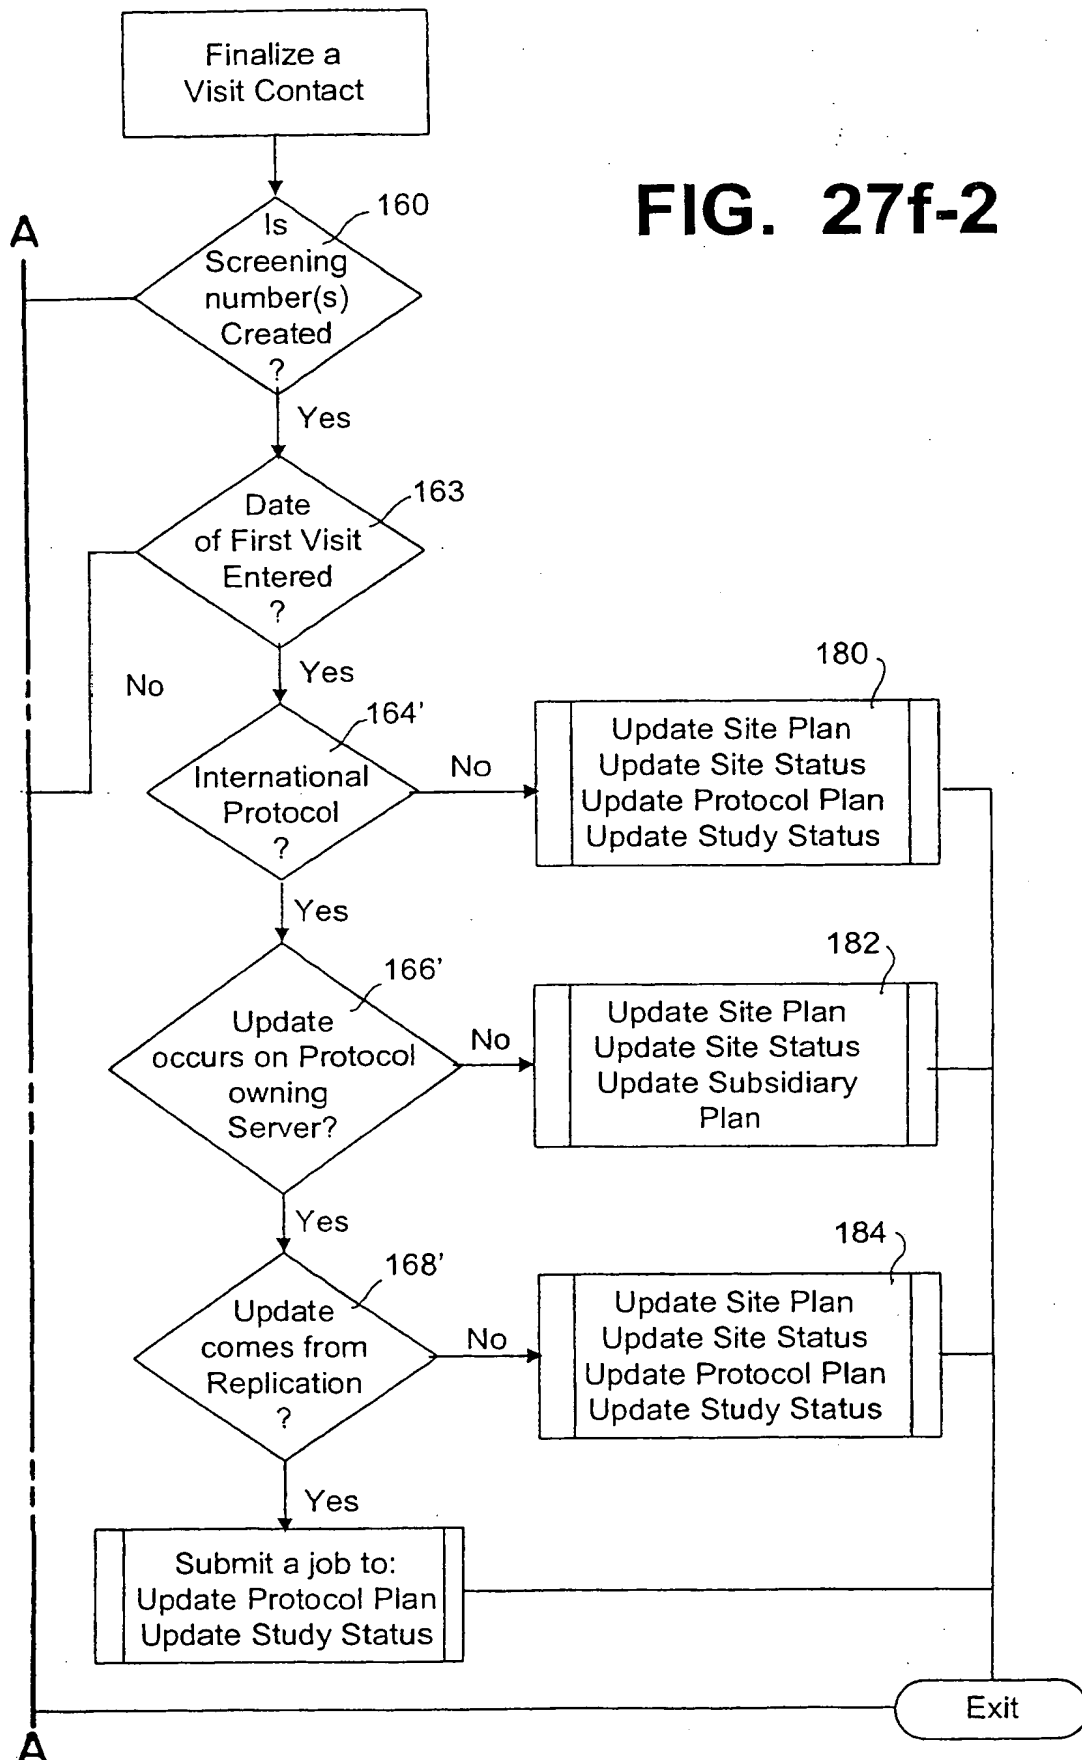 Finalize a
Visit Contact
FIG. 27f-2
A
160
Is
Screening
number(s)
Created
?
Yes
163
Date
of First Visit
Entered
?
No
Yes
164'
International
Protocol
?
No
180
Update Site Plan
Update Site Status
Update Protocol Plan
Update Study Status
Yes
166'
Update
occurs on Protocol
owning
Server?
No
182
Update Site Plan
Update Site Status
Update Subsidiary
Plan
Yes
168'
Update
comes from
Replication
?
No
184
Update Site Plan
Update Site Status
Update Protocol Plan
Update Study Status
Yes
Submit a job to:
Update Protocol Plan
Update Study Status
Exit
A